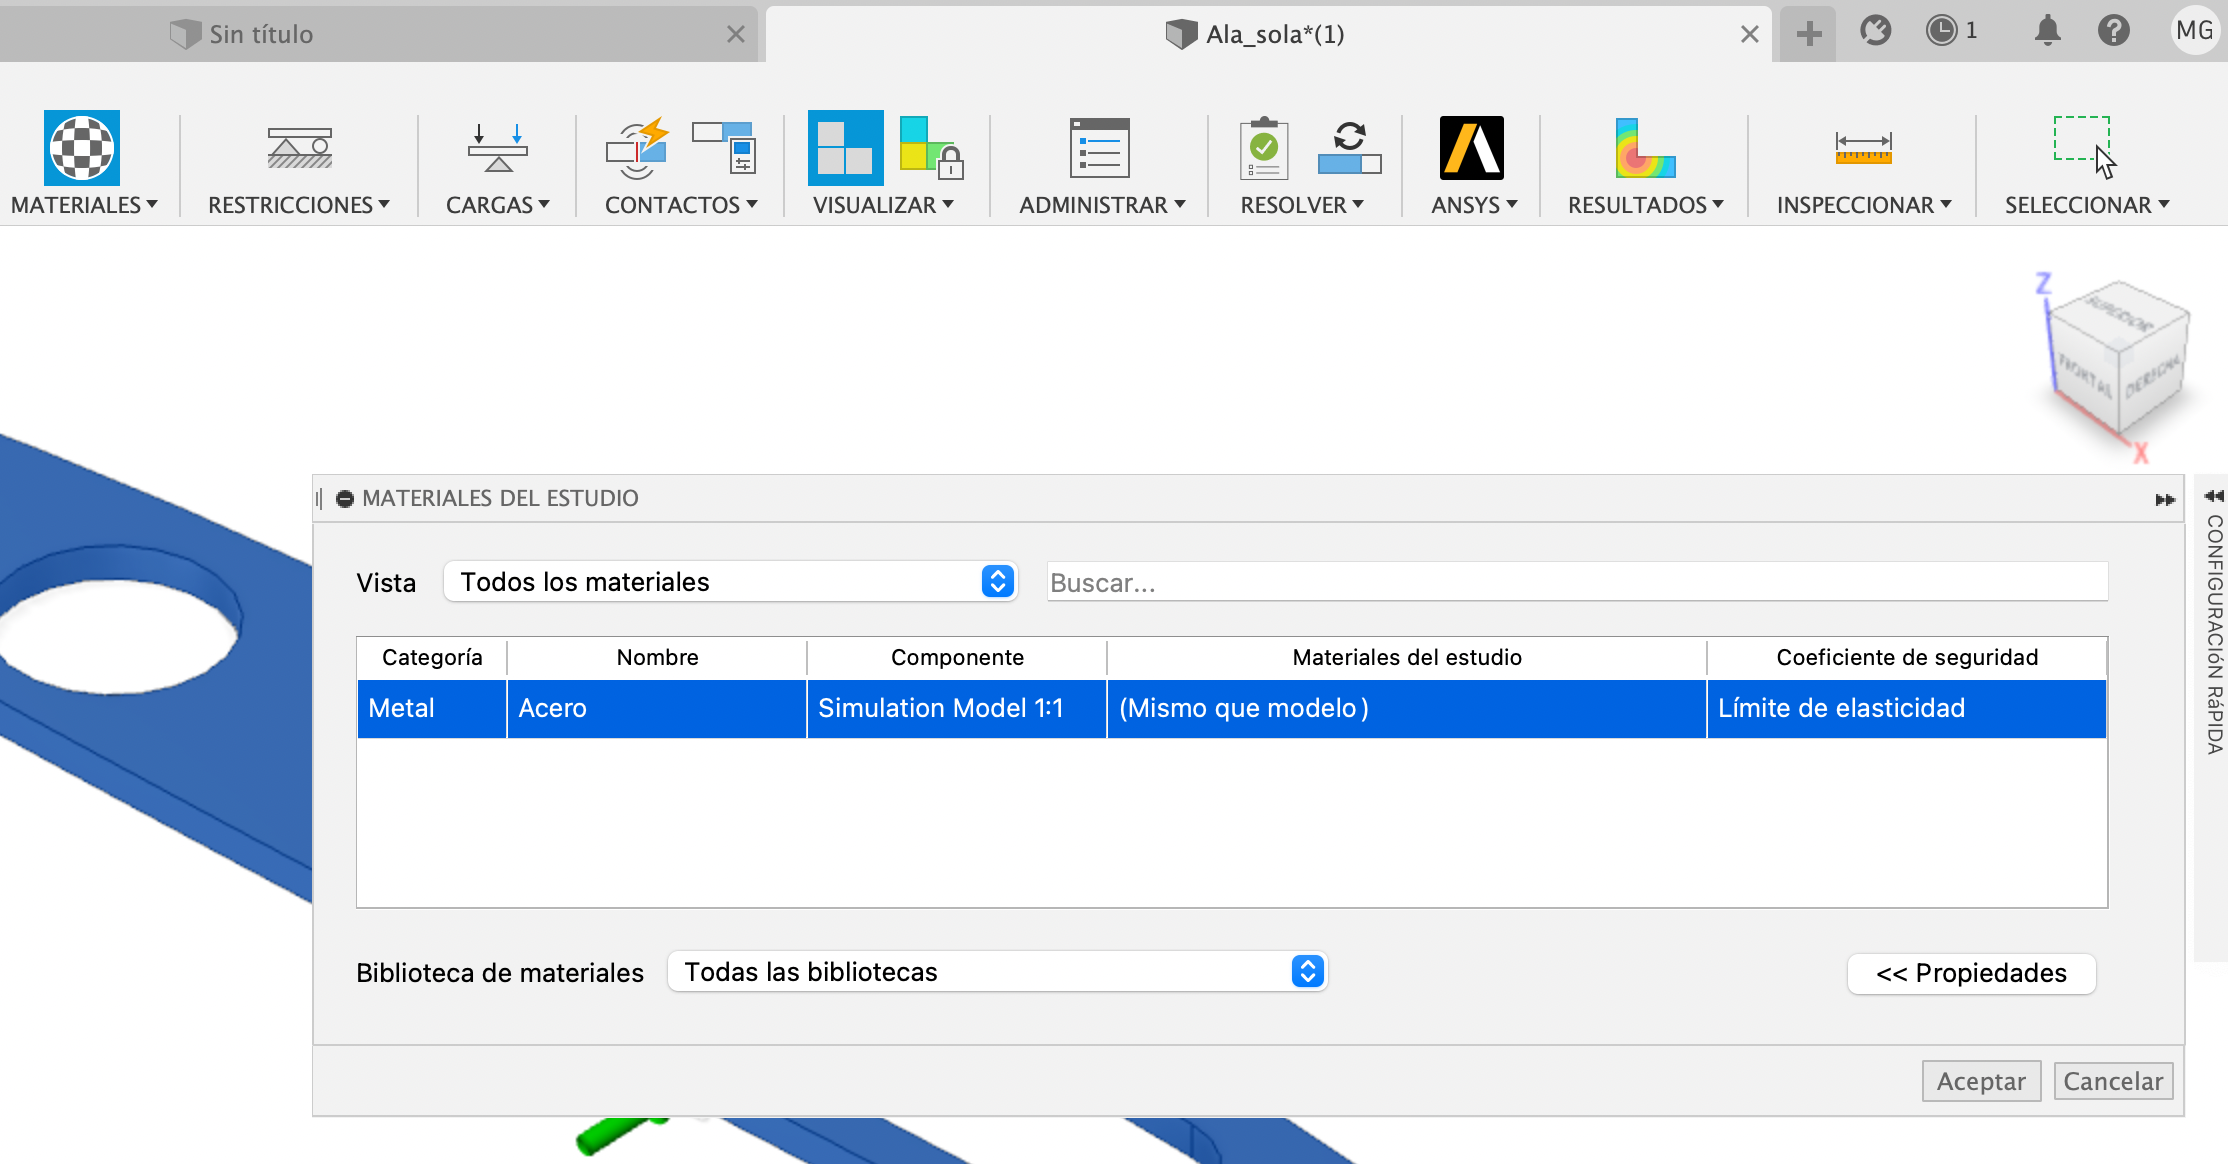 Sin título
Ala_sola*(1)
1
MG
MATERIALES
RESTRICCIONES
CARGAS
CONTACTOS
VISUALIZAR
ADMINISTRAR
RESOLVER
ANSYS
RESULTADOS
INSPECCIONAR
SELECCIONAR
Z
SUPERIOR
FRONTAL
DERECHA
X
MATERIALES DEL ESTUDIO
CONFIGURACIóN RáPIDA
Vista
Todos los materiales
Buscar...
Categoría Nombre Componente Materiales del estudio Coeficiente de seguridad
Metal Acero Simulation Model 1:1 (Mismo que modelo) Límite de elasticidad
Biblioteca de materiales
Todas las bibliotecas
<< Propiedades
Aceptar
Cancelar